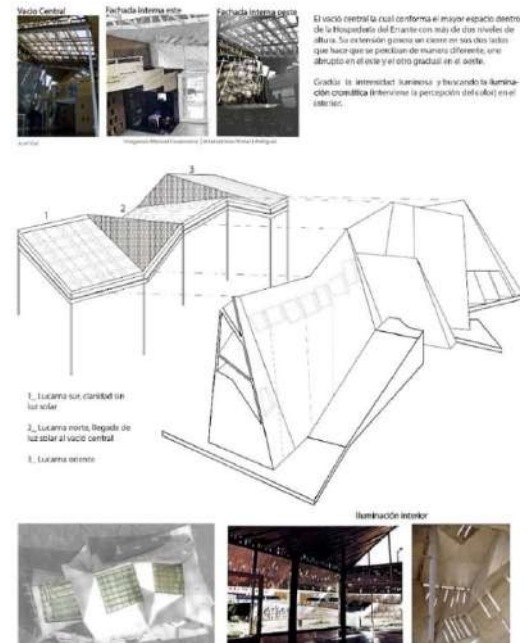 Vacio Central
Fachada interna este
Fachada interna oeste
El vació central la cual conforma el mayor espacio dentro
de la Hospedería del Errante con más de dos niveles de
altura. Su extensión genera un cierre en sus dos lados
que hace que se perciban de manera diferente, uno
abrupto en el este y el otro gradual en el oeste.
Gradúa la intensidad luminosa y buscando la ilumina-
ción cromática (interviene la percepción del color) en el
interior.
1
2
3
1_ Lucarna sur, claridad sin
luz solar
2_ Lucarna norte, llegada de
luz solar al vació central
3_ Lucarna oriente
Iluminación interior